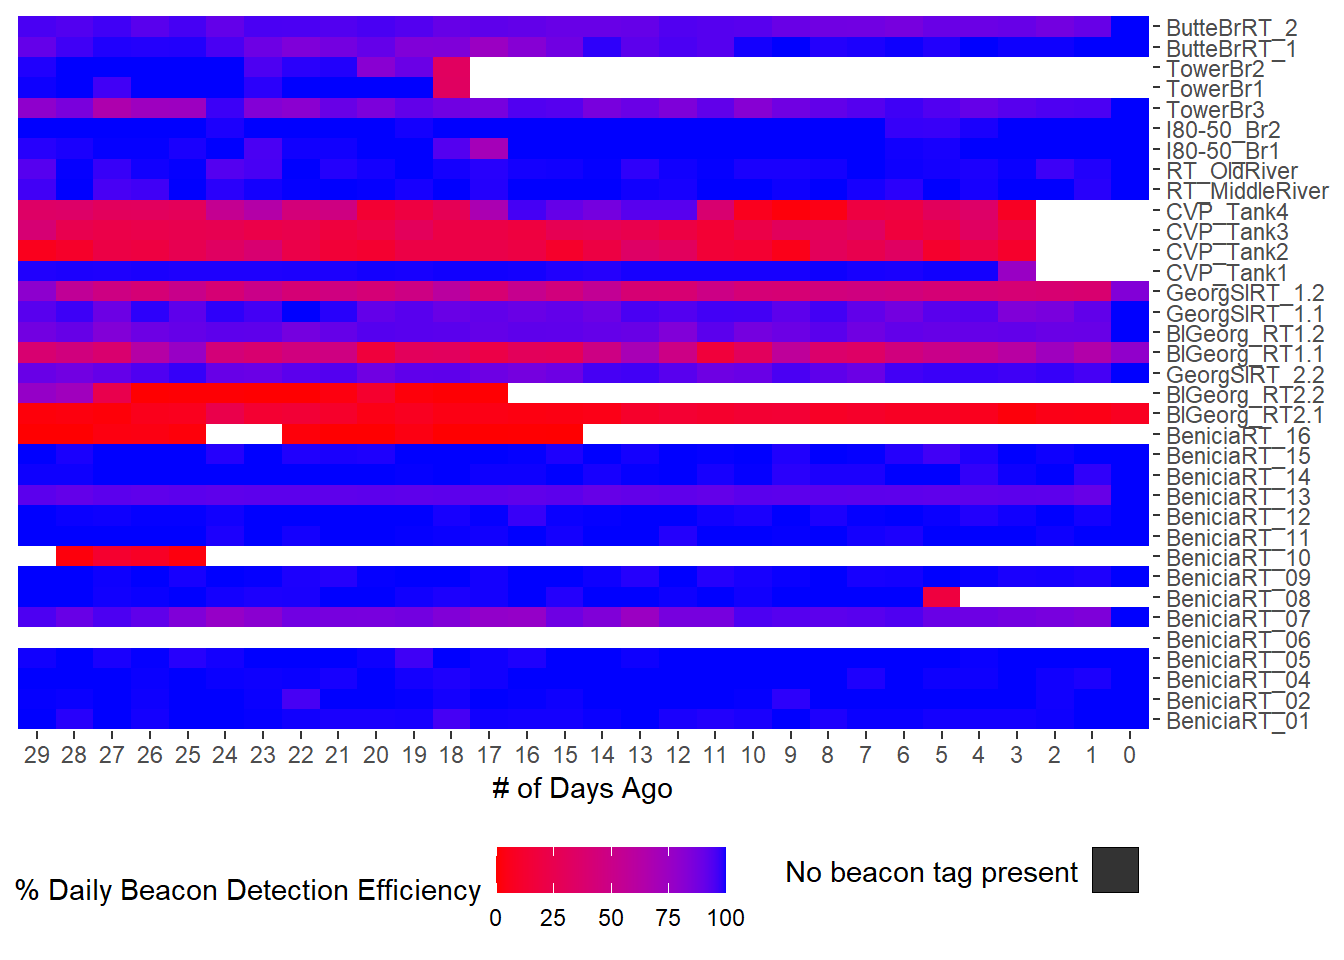 ButteBrRT_2
ButteBrRT_1
TowerBr2
TowerBr1
TowerBr3
I80-50_Br2
I80-50_Br1
RT_OldRiver
RT_MiddleRiver
CVP_Tank4
CVP_Tank3
CVP_Tank2
CVP_Tank1
GeorgSlRT_1.2
GeorgSlRT_1.1
BlGeorg_RT1.2
BlGeorg_RT1.1
GeorgSlRT_2.2
BlGeorg_RT2.2
BlGeorg_RT2.1
BeniciaRT_16
BeniciaRT_15
BeniciaRT_14
BeniciaRT_13
BeniciaRT_12
BeniciaRT_11
BeniciaRT_10
BeniciaRT_09
BeniciaRT_08
BeniciaRT_07
BeniciaRT_06
BeniciaRT_05
BeniciaRT_04
BeniciaRT_02
BeniciaRT_01
29 28 27 26 25 24 23 22 21 20 19 18 17 16 15 14 13 12 11 10 9 8 7 6 5 4 3 2 1 0
# of Days Ago
% Daily Beacon Detection Efficiency
0 25 50 75 100
No beacon tag present